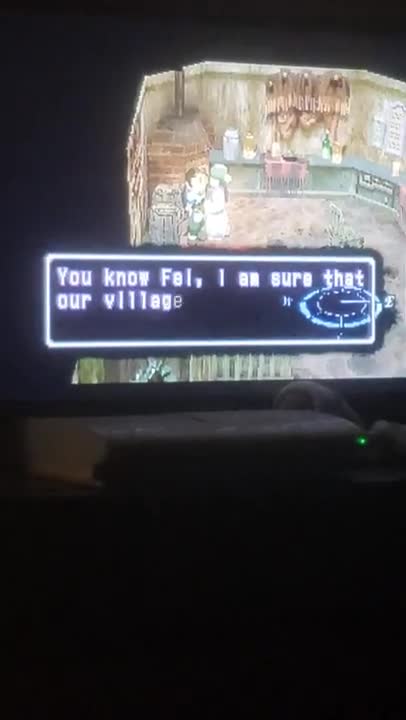 You know Fei, I am sure that
our village
W
E